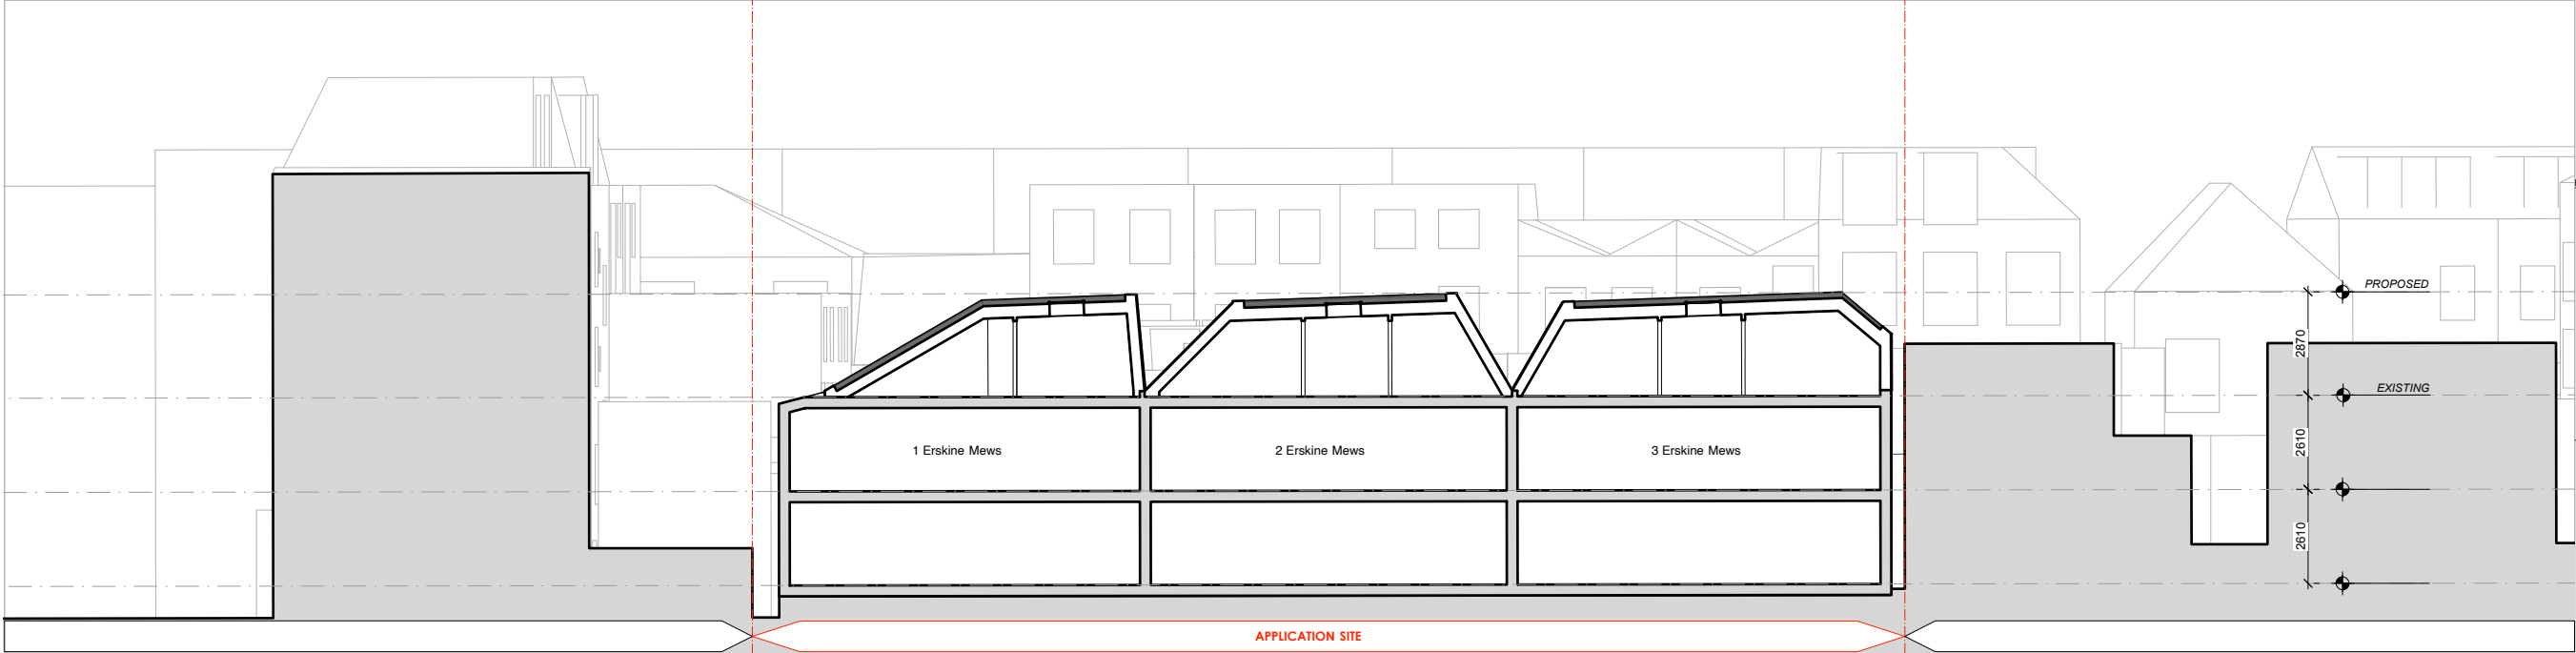 PROPOSED
2870
EXISTING
1 Erskine Mews
2 Erskine Mews
3 Erskine Mews
2610
2610
APPLICATION SITE